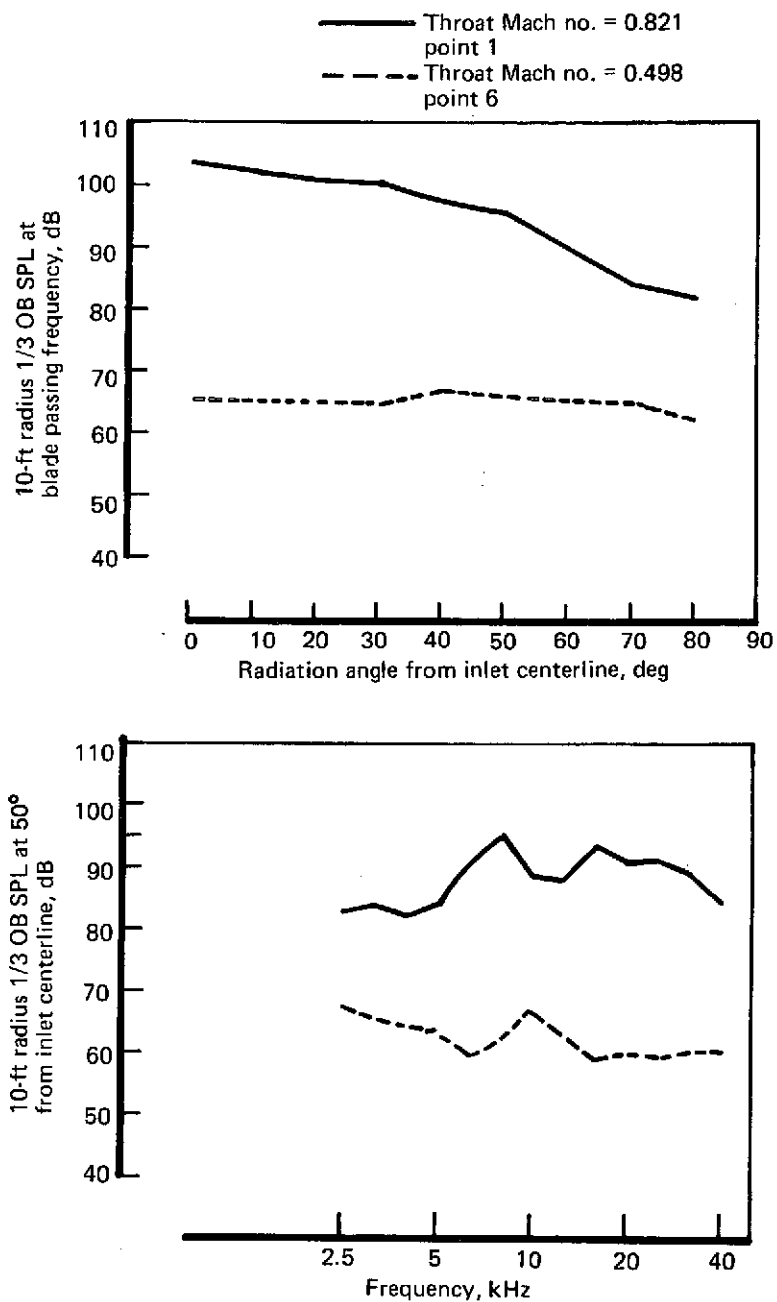 Throat Mach no. = 0.821
point 1
Throat Mach no. = 0.498
point 6
110
100
90
80
70
60
50
40
10-ft radius 1/3 OB SPL at
blade passing frequency, dB
0 10 20 30 40 50 60 70 80 90
Radiation angle from inlet centerline, deg
110
100
90
80
70
60
50
40
10-ft radius 1/3 OB SPL at 50°
from inlet centerline, dB
2.5 5 10 20 40
Frequency, kHz